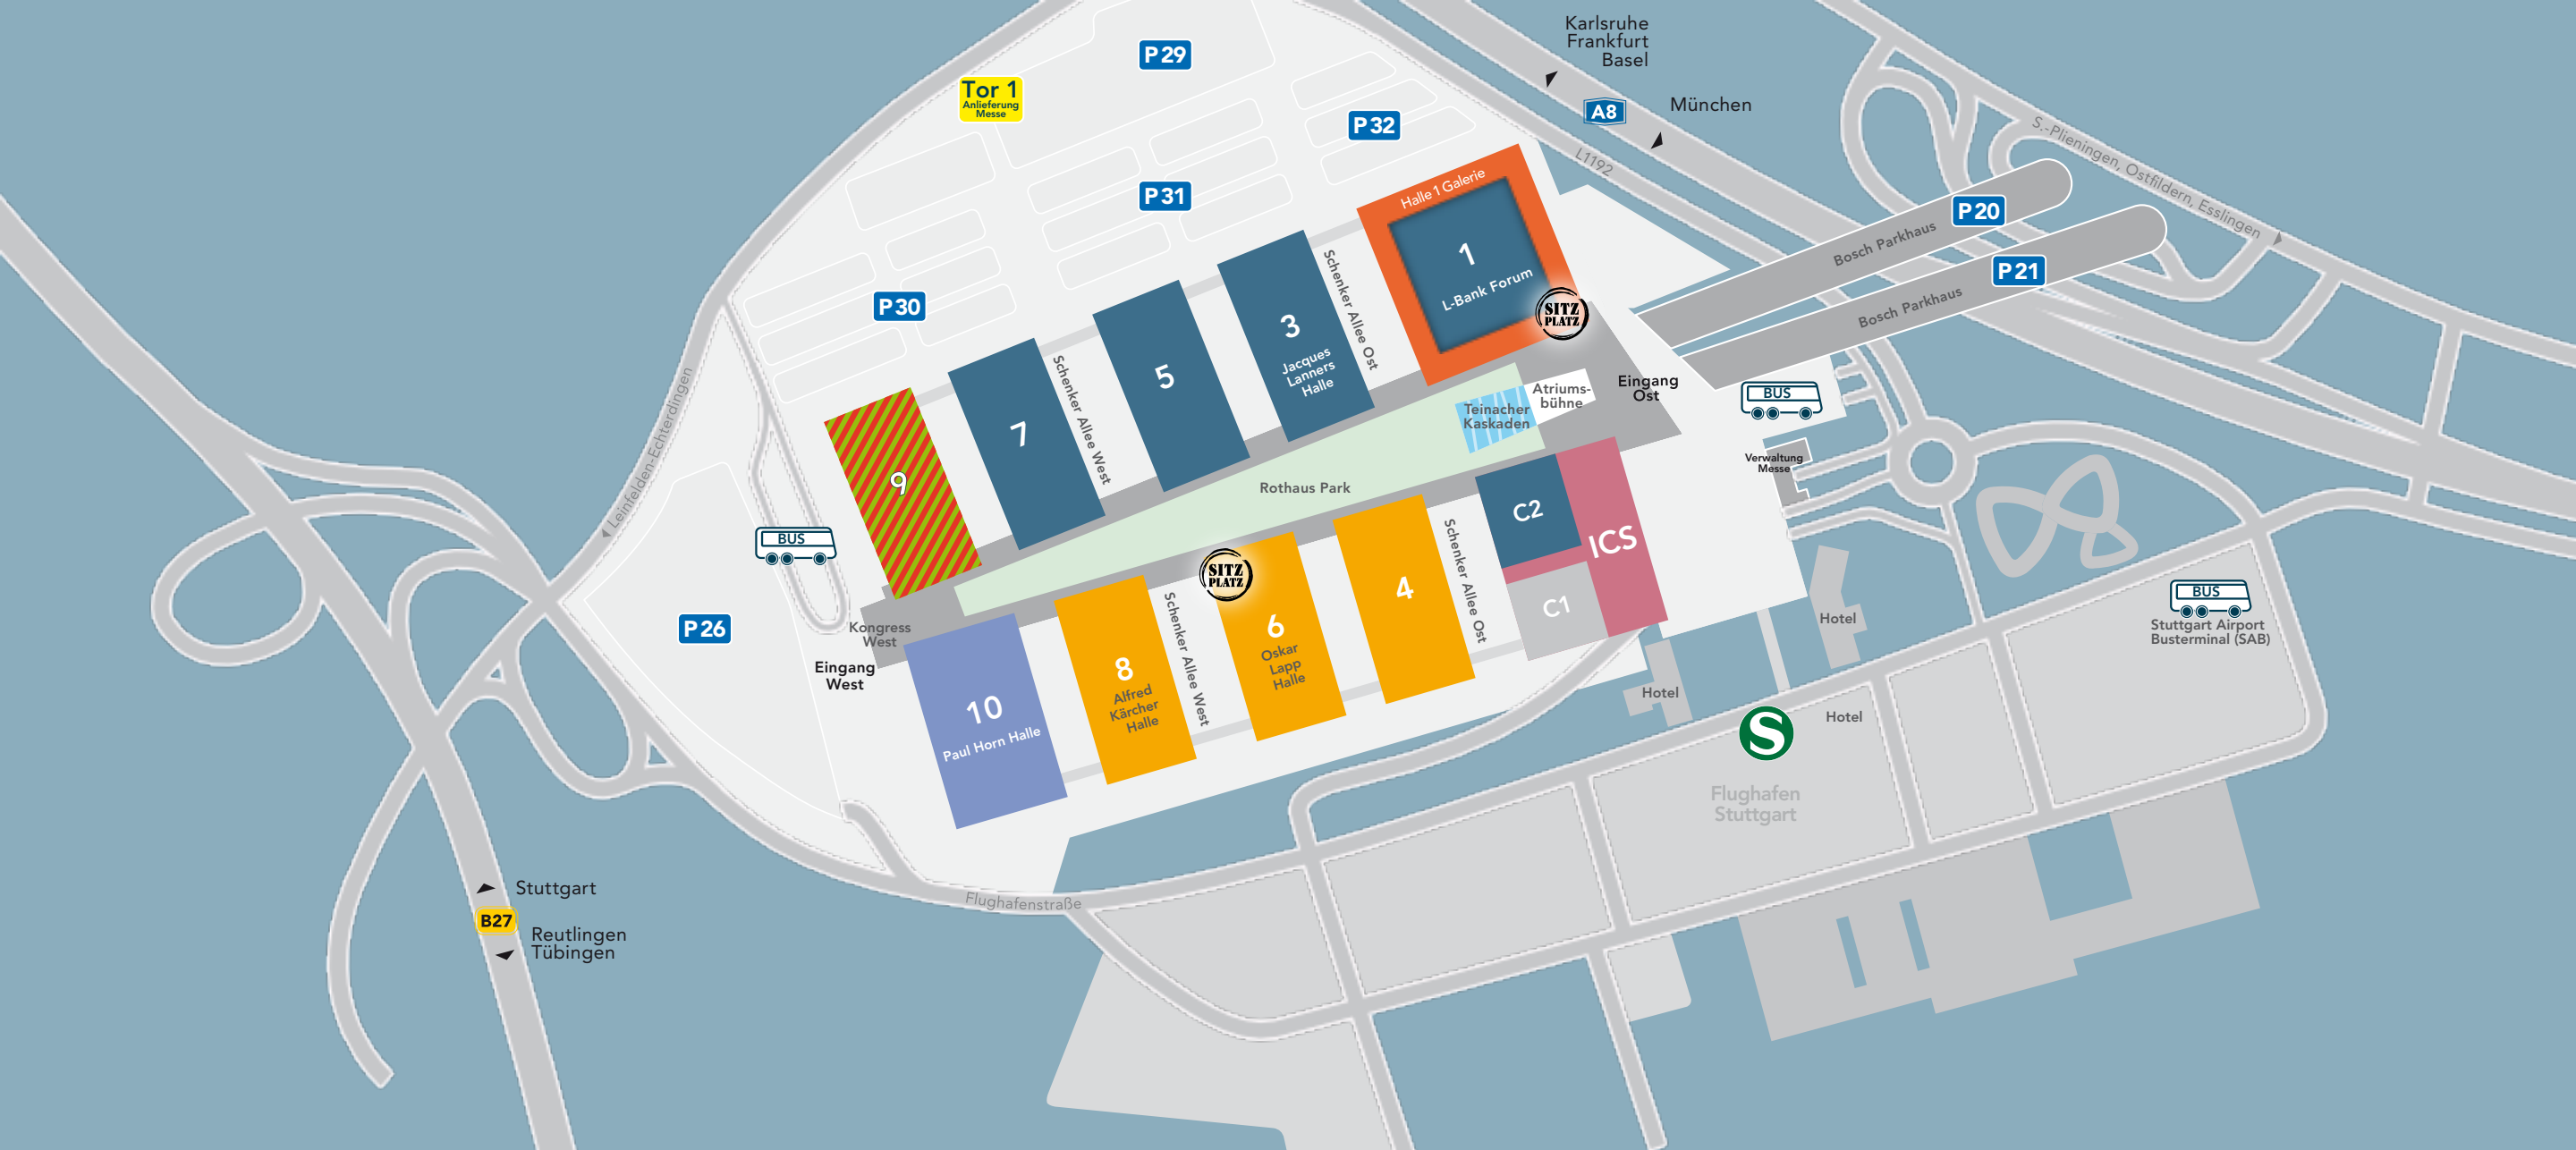 Karlsruhe
Frankfurt
Basel
P29
Tor 1
Anlieferung
Messe
A8
München
P32
L1192
S.-Plieningen, Ostfildern, Esslingen
P31
Halle 1 Galerie
P20
Bosch Parkhaus
1
L-Bank Forum
P21
Bosch Parkhaus
P30
SITZ
PLATZ
Schenker Allee Ost
3
Jacques
Lanners
Halle
5
Schenker Allee West
7
9
Eingang
Ost
Atriums-
bühne
Teinacher
Kaskaden
BUS
Verwaltung
Messe
Leinfelden-Echterdingen
Rothaus Park
C2
ICS
C1
BUS
SITZ
PLATZ
4
Schenker Allee Ost
6
Oskar
Lapp
Halle
Schenker Allee West
8
Alfred
Kärcher
Halle
10
Paul Horn Halle
Kongress
West
Eingang
West
P26
Hotel
BUS
Stuttgart Airport
Busterminal (SAB)
Hotel
Hotel
S
Flughafen
Stuttgart
Stuttgart
B27
Reutlingen
Tübingen
Flughafenstraße